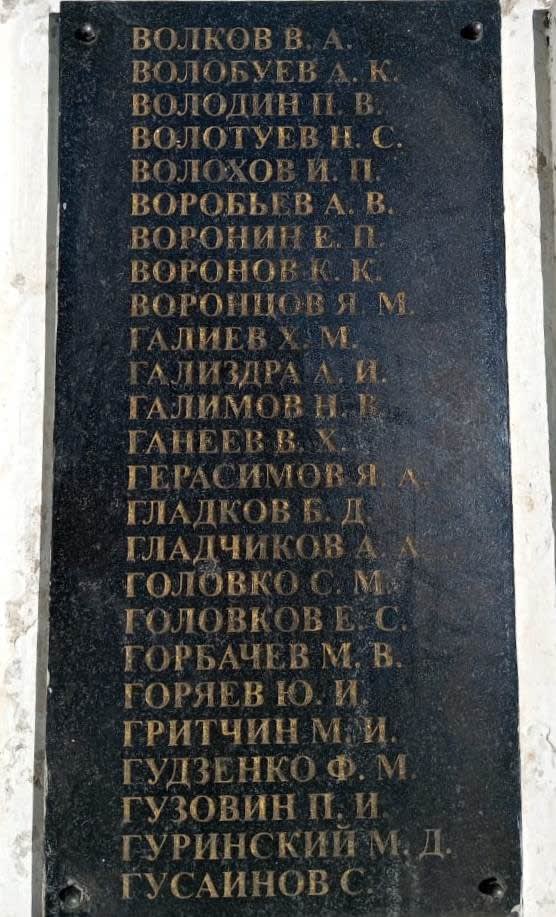 ВОЛКОВ В. А.
ВОЛОБУЕВ А. К.
ВОЛОДИН П. В.
ВОЛОТУЕВ Н. С.
ВОЛОХОВ И. П.
ВОРОБЬЕВ А. В.
ВОРОНИН Е. П.
ВОРОНОВ К. К.
ВОРОНЦОВ Я. М.
ГАЛИЕВ Х. М.
ГАЛИЗДРА А. И.
ГАЛИМОВ Н. В.
ГАНЕЕВ В. Х.
ГЕРАСИМОВ Я. А.
ГЛАДКОВ Б. Д.
ГЛАДЧИКОВ А. А.
ГОЛОВКО С. М.
ГОЛОВКОВ Е. С.
ГОРБАЧЕВ М. В.
ГОРЯЕВ Ю. И.
ГРИТЧИН М. И.
ГУДЗЕНКО Ф. М.
ГУЗОВИН П. И.
ГУРИНСКИЙ М. Д.
ГУСАИНОВ С.